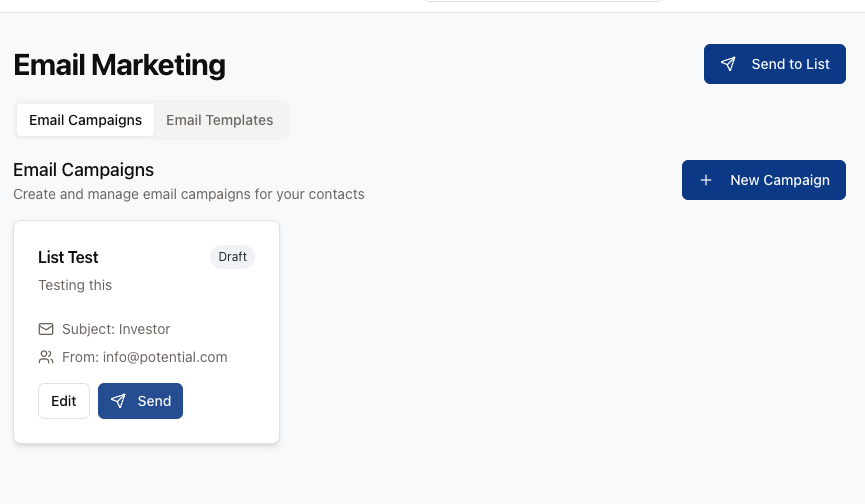 Email Marketing
Send to List
Email Campaigns
Email Templates
Email Campaigns
Create and manage email campaigns for your contacts
New Campaign
List Test
Draft
Testing this
Subject: Investor
From: info@potential.com
Edit
Send